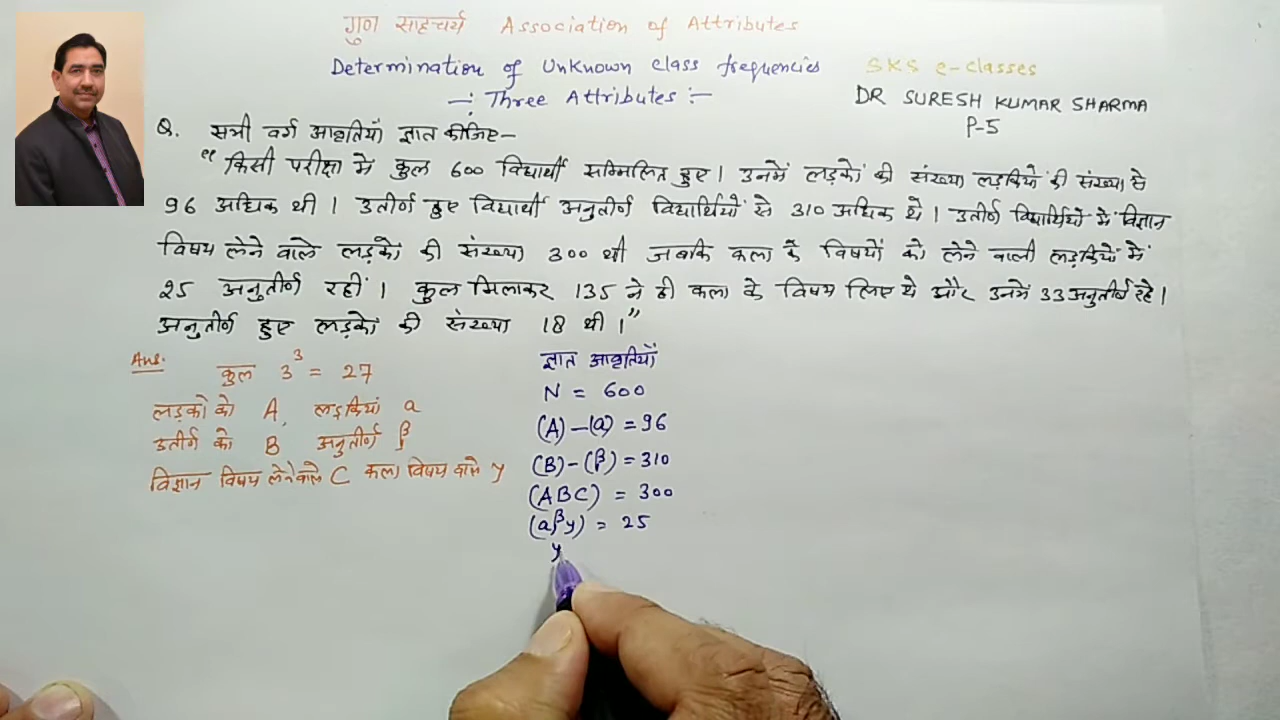 गुण साहचर्य Association of Attributes
Determination of Unknown class frequencies SKS e-classes
-: Three Attributes :-
DR SURESH KUMAR SHARMA
P-5
Q. सभी वर्ग आवृतियाँ ज्ञात कीजिए-
"किसी परीक्षा में कुल 600 विद्यार्थी सम्मिलित हुए। उनमें लड़कों की संख्या लड़कियों की संख्या से
96 अधिक थी। उतीर्ण हुए विद्यार्थी अनुतीर्ण विद्यार्थियों से 310 अधिक थे। उतीर्ण विद्यार्थियों में विज्ञान
विषय लेने वाले लड़कों की संख्या 300 थी जबकि कला के विषयों को लेने वाली लड़कियों में
25 अनुतीर्ण रहीं। कुल मिलाकर 135 ने ही कला के विषय लिए थे और उनमें 33 अनुतीर्ण रहे।
अनुतीर्ण हुए लड़कों की संख्या 18 थी।"
Ans. कुल 3³ = 27
लड़कों को A, लड़कियां a
उतीर्ण को B अनुतीर्ण β
विज्ञान विषय लेने वाले C कला विषय वाले y
ज्ञात आवृतियाँ
N = 600
(A)-(a) = 96
(B)-(β) = 310
(ABC) = 300
(aβy) = 25
y